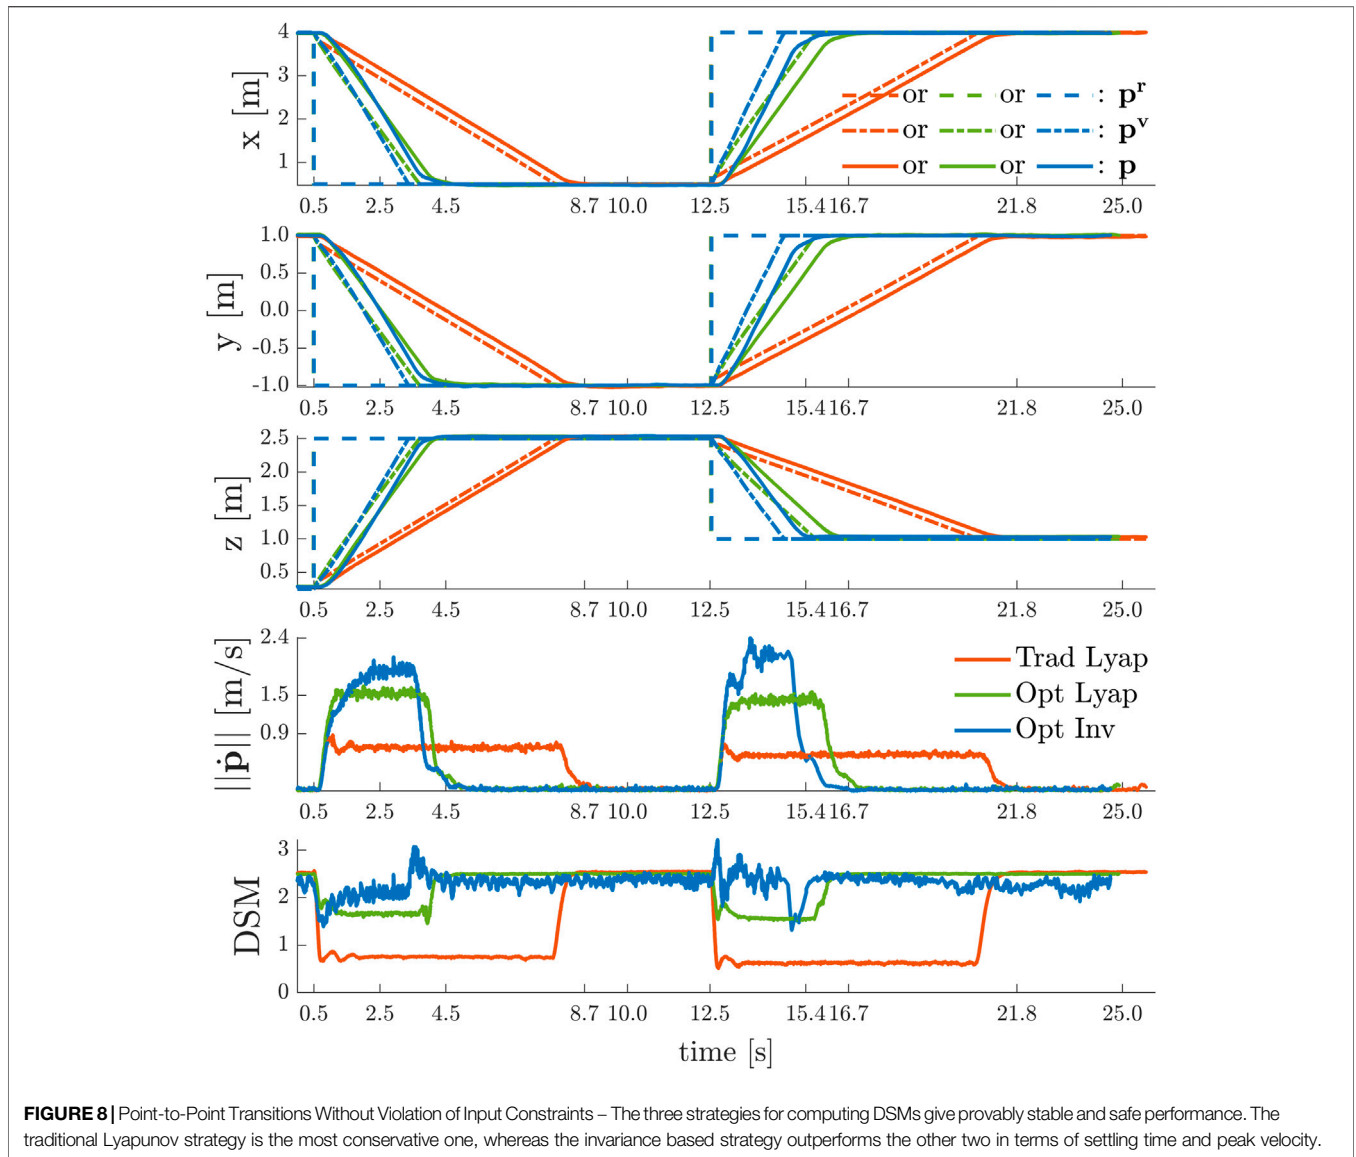 4
3
2
1
x [m]
or or : p^r
or or : p^v
or or : p
0.5 2.5 4.5 8.7 10.0 12.5 15.4 16.7 21.8 25.0
1.0
0.5
0.0
-0.5
-1.0
y [m]
0.5 2.5 4.5 8.7 10.0 12.5 15.4 16.7 21.8 25.0
2.5
2.0
1.5
1.0
0.5
z [m]
0.5 2.5 4.5 8.7 10.0 12.5 15.4 16.7 21.8 25.0
2.4
1.5
0.9
||ṗ|| [m/s]
Trad Lyap
Opt Lyap
Opt Inv
0.5 2.5 4.5 8.7 10.0 12.5 15.4 16.7 21.8 25.0
3
2
1
0
DSM
0.5 2.5 4.5 8.7 10.0 12.5 15.4 16.7 21.8 25.0
time [s]
FIGURE 8 | Point-to-Point Transitions Without Violation of Input Constraints – The three strategies for computing DSMs give provably stable and safe performance. The
traditional Lyapunov strategy is the most conservative one, whereas the invariance based strategy outperforms the other two in terms of settling time and peak velocity.